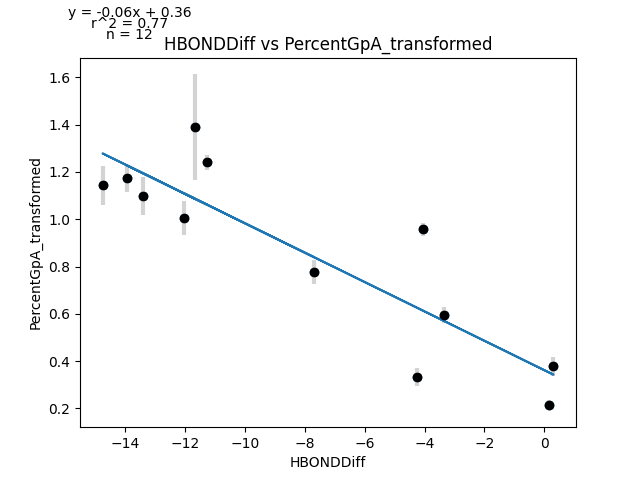 y = -0.06x + 0.36
r^2 = 0.77
n = 12
HBONDDiff vs PercentGpA_transformed
PercentGpA_transformed
1.6
1.4
1.2
1.0
0.8
0.6
0.4
0.2
−14
−12
−10
−8
−6
−4
−2
0
HBONDDiff